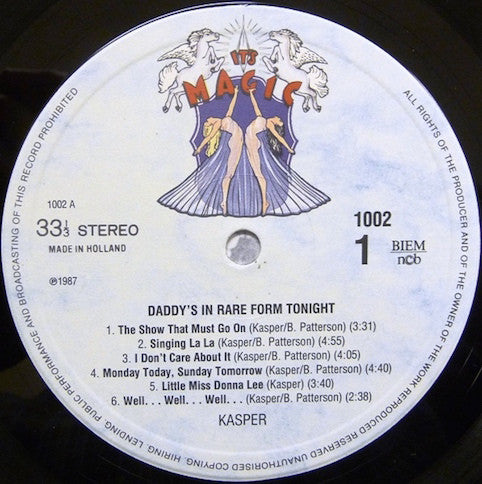 ITS
MAGIC
1002 A
33⅓ STEREO
MADE IN HOLLAND
℗1987
1002
1
BIEM
ncb
DADDY'S IN RARE FORM TONIGHT
1. The Show That Must Go On (Kasper/B. Patterson) (3:31)
2. Singing La La (Kasper/B. Patterson) (4:55)
3. I Don't Care About It (Kasper/B. Patterson) (4:05)
4. Monday Today, Sunday Tomorrow (Kasper/B. Patterson) (4:40)
5. Little Miss Donna Lee (Kasper) (3:40)
6. Well... Well... Well... (Kasper/B. Patterson) (2:38)
KASPER
ALL RIGHTS OF THE PRODUCER AND OF THE OWNER OF THE WORK REPRODUCED RESERVED UNAUTHORISED COPYING, HIRING, LENDING, PUBLIC PERFORMANCE AND BROADCASTING OF THIS RECORD PROHIBITED